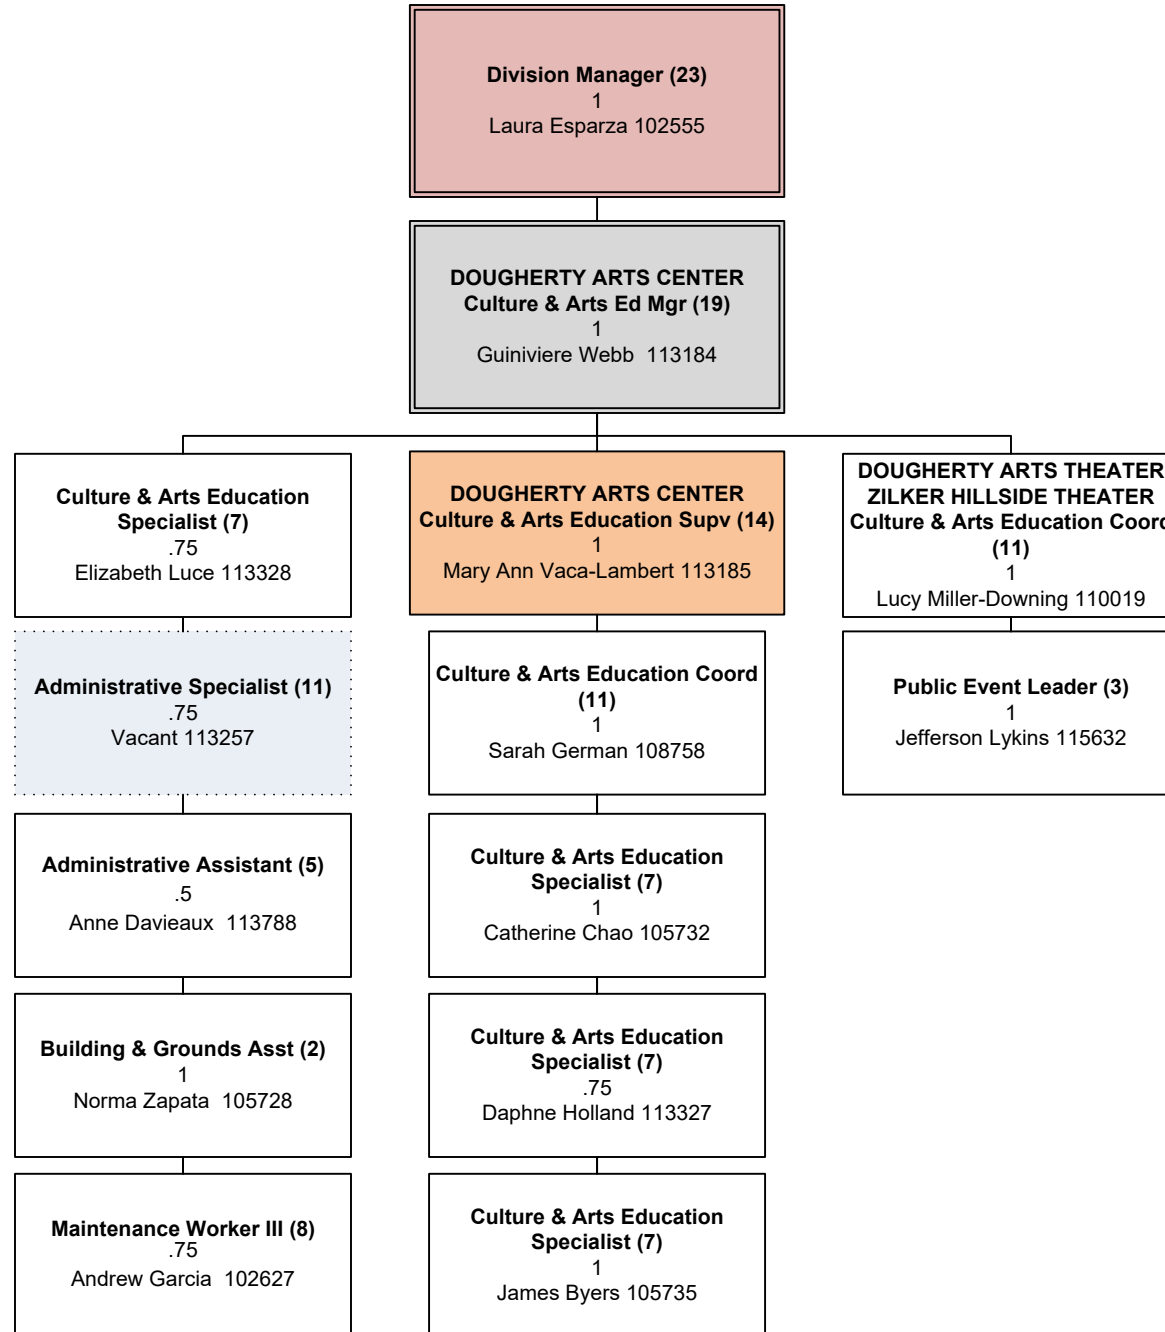 Division Manager (23)
1
Laura Esparza 102555
DOUGHERTY ARTS CENTER
Culture & Arts Ed Mgr (19)
1
Guiniviere Webb  113184
Culture & Arts Education
Specialist (7)
.75
Elizabeth Luce 113328
Administrative Specialist (11)
.75
Vacant 113257
Administrative Assistant (5)
.5
Anne Davieaux  113788
Building & Grounds Asst (2)
1
Norma Zapata  105728
Maintenance Worker III (8)
.75
Andrew Garcia  102627
DOUGHERTY ARTS CENTER
Culture & Arts Education Supv (14)
1
Mary Ann Vaca-Lambert 113185
Culture & Arts Education Coord
(11)
1
Sarah German 108758
Culture & Arts Education
Specialist (7)
1
Catherine Chao 105732
Culture & Arts Education
Specialist (7)
.75
Daphne Holland 113327
Culture & Arts Education
Specialist (7)
1
James Byers 105735
DOUGHERTY ARTS THEATER
ZILKER HILLSIDE THEATER
Culture & Arts Education Coord
(11)
1
Lucy Miller-Downing 110019
Public Event Leader (3)
1
Jefferson Lykins 115632